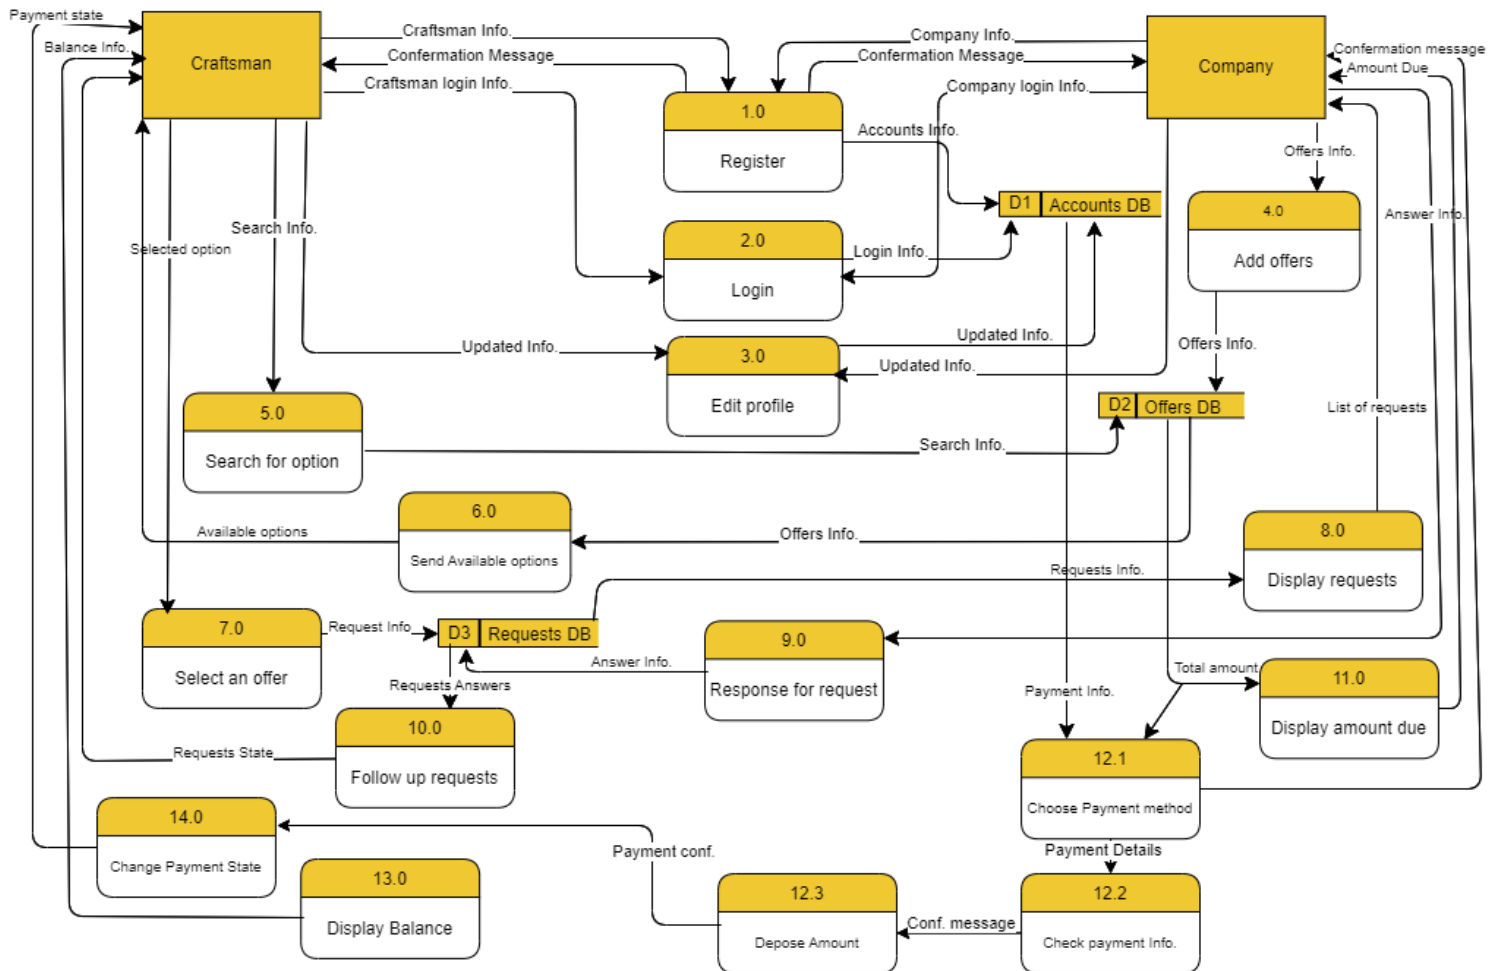 Payment state
Craftsman Info.
Company Info.
Balance Info.
Confermation Message
Confermation Message
Confermation message
Craftsman
Company
Amount Due
Craftsman login Info.
Company login Info.
1.0
Register
Accounts Info.
Offers Info.
D1 Accounts DB
4.0
Add offers
Answer Info.
Search Info.
Selected option
2.0
Login
Login Info.
Updated Info.
3.0
Edit profile
Updated Info.
Updated Info.
Offers Info.
D2 Offers DB
List of requests
5.0
Search for option
Search Info.
6.0
Send Available options
Available options
Offers Info.
8.0
Display requests
Requests Info.
7.0
Select an offer
Request Info
D3 Requests DB
9.0
Response for request
Answer Info.
Requests Answers
Payment Info.
Total amount
11.0
Display amount due
10.0
Follow up requests
Requests State
12.1
Choose Payment method
14.0
Change Payment State
Payment conf.
Payment Details
13.0
Display Balance
12.3
Depose Amount
Conf. message
12.2
Check payment Info.